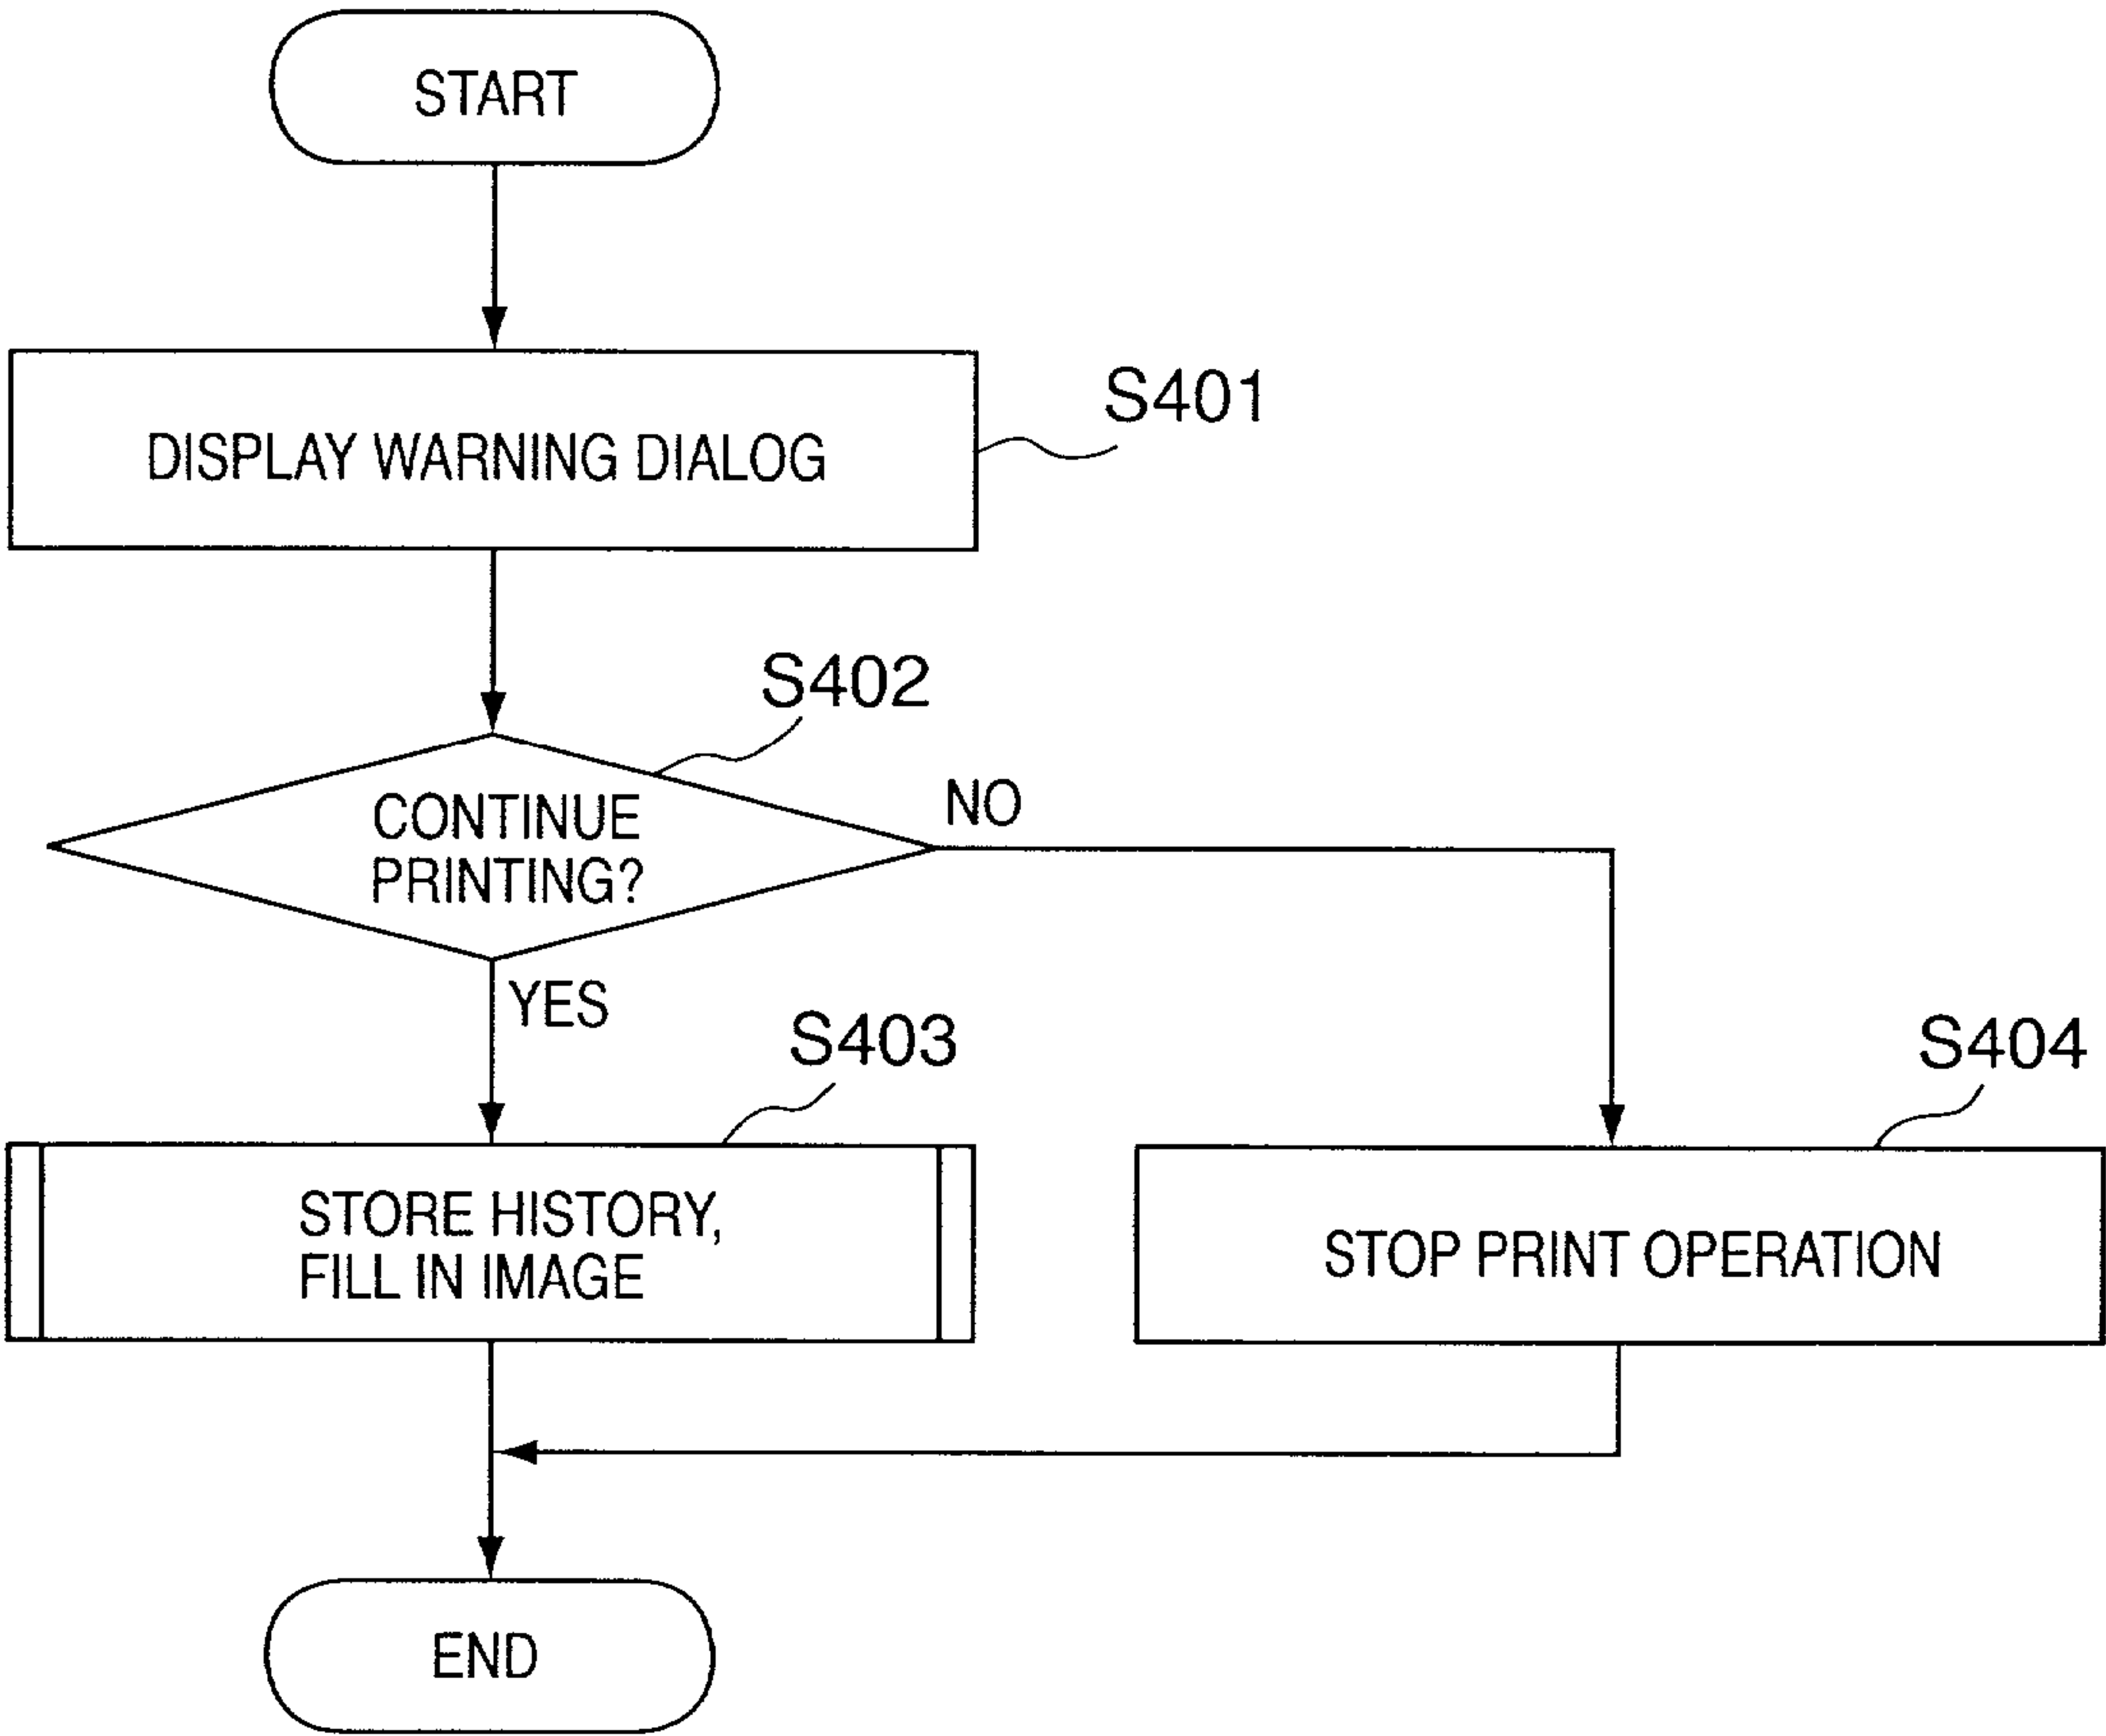 START
DISPLAY WARNING DIALOG
S401
S402
CONTINUE
PRINTING?
NO
YES
S403
S404
STORE HISTORY,
FILL IN IMAGE
STOP PRINT OPERATION
END